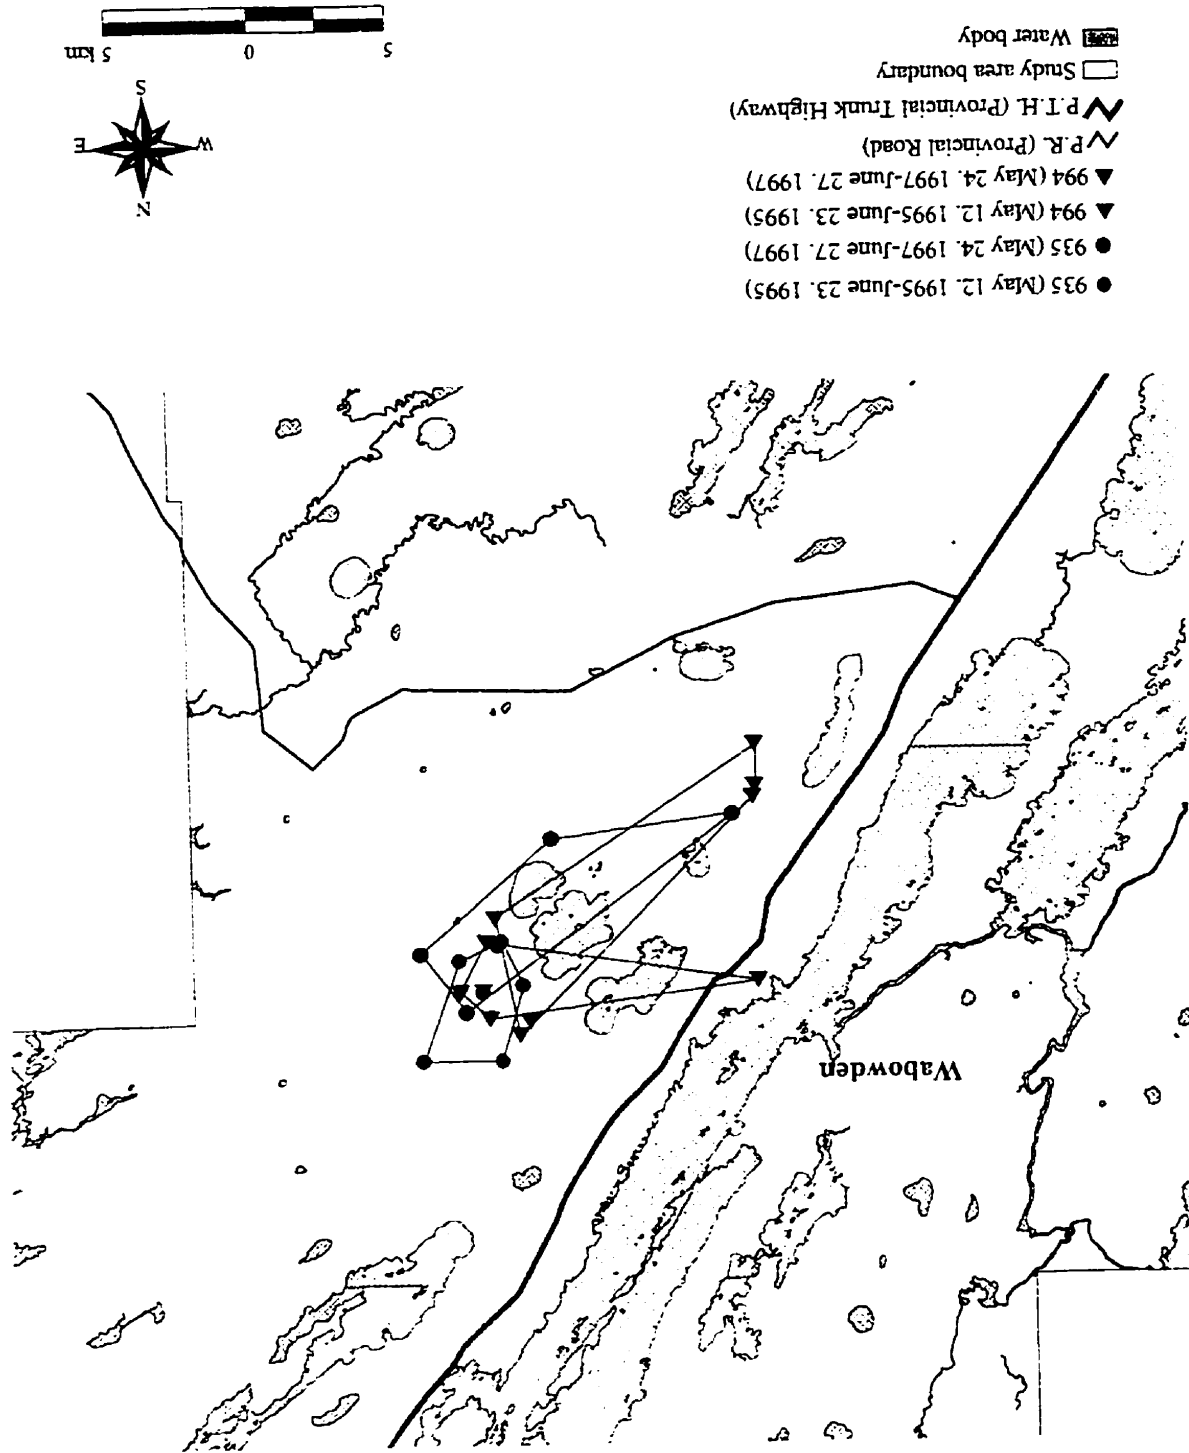 Wabowden
935 (May 12. 1995-June 23. 1995)
935 (May 24. 1997-June 27. 1997)
994 (May 12. 1995-June 23. 1995)
994 (May 24. 1997-June 27. 1997)
P.R. (Provincial Road)
P.T.H. (Provincial Trunk Highway)
Study area boundary
Water body
N
W E
S
5 0 5 km